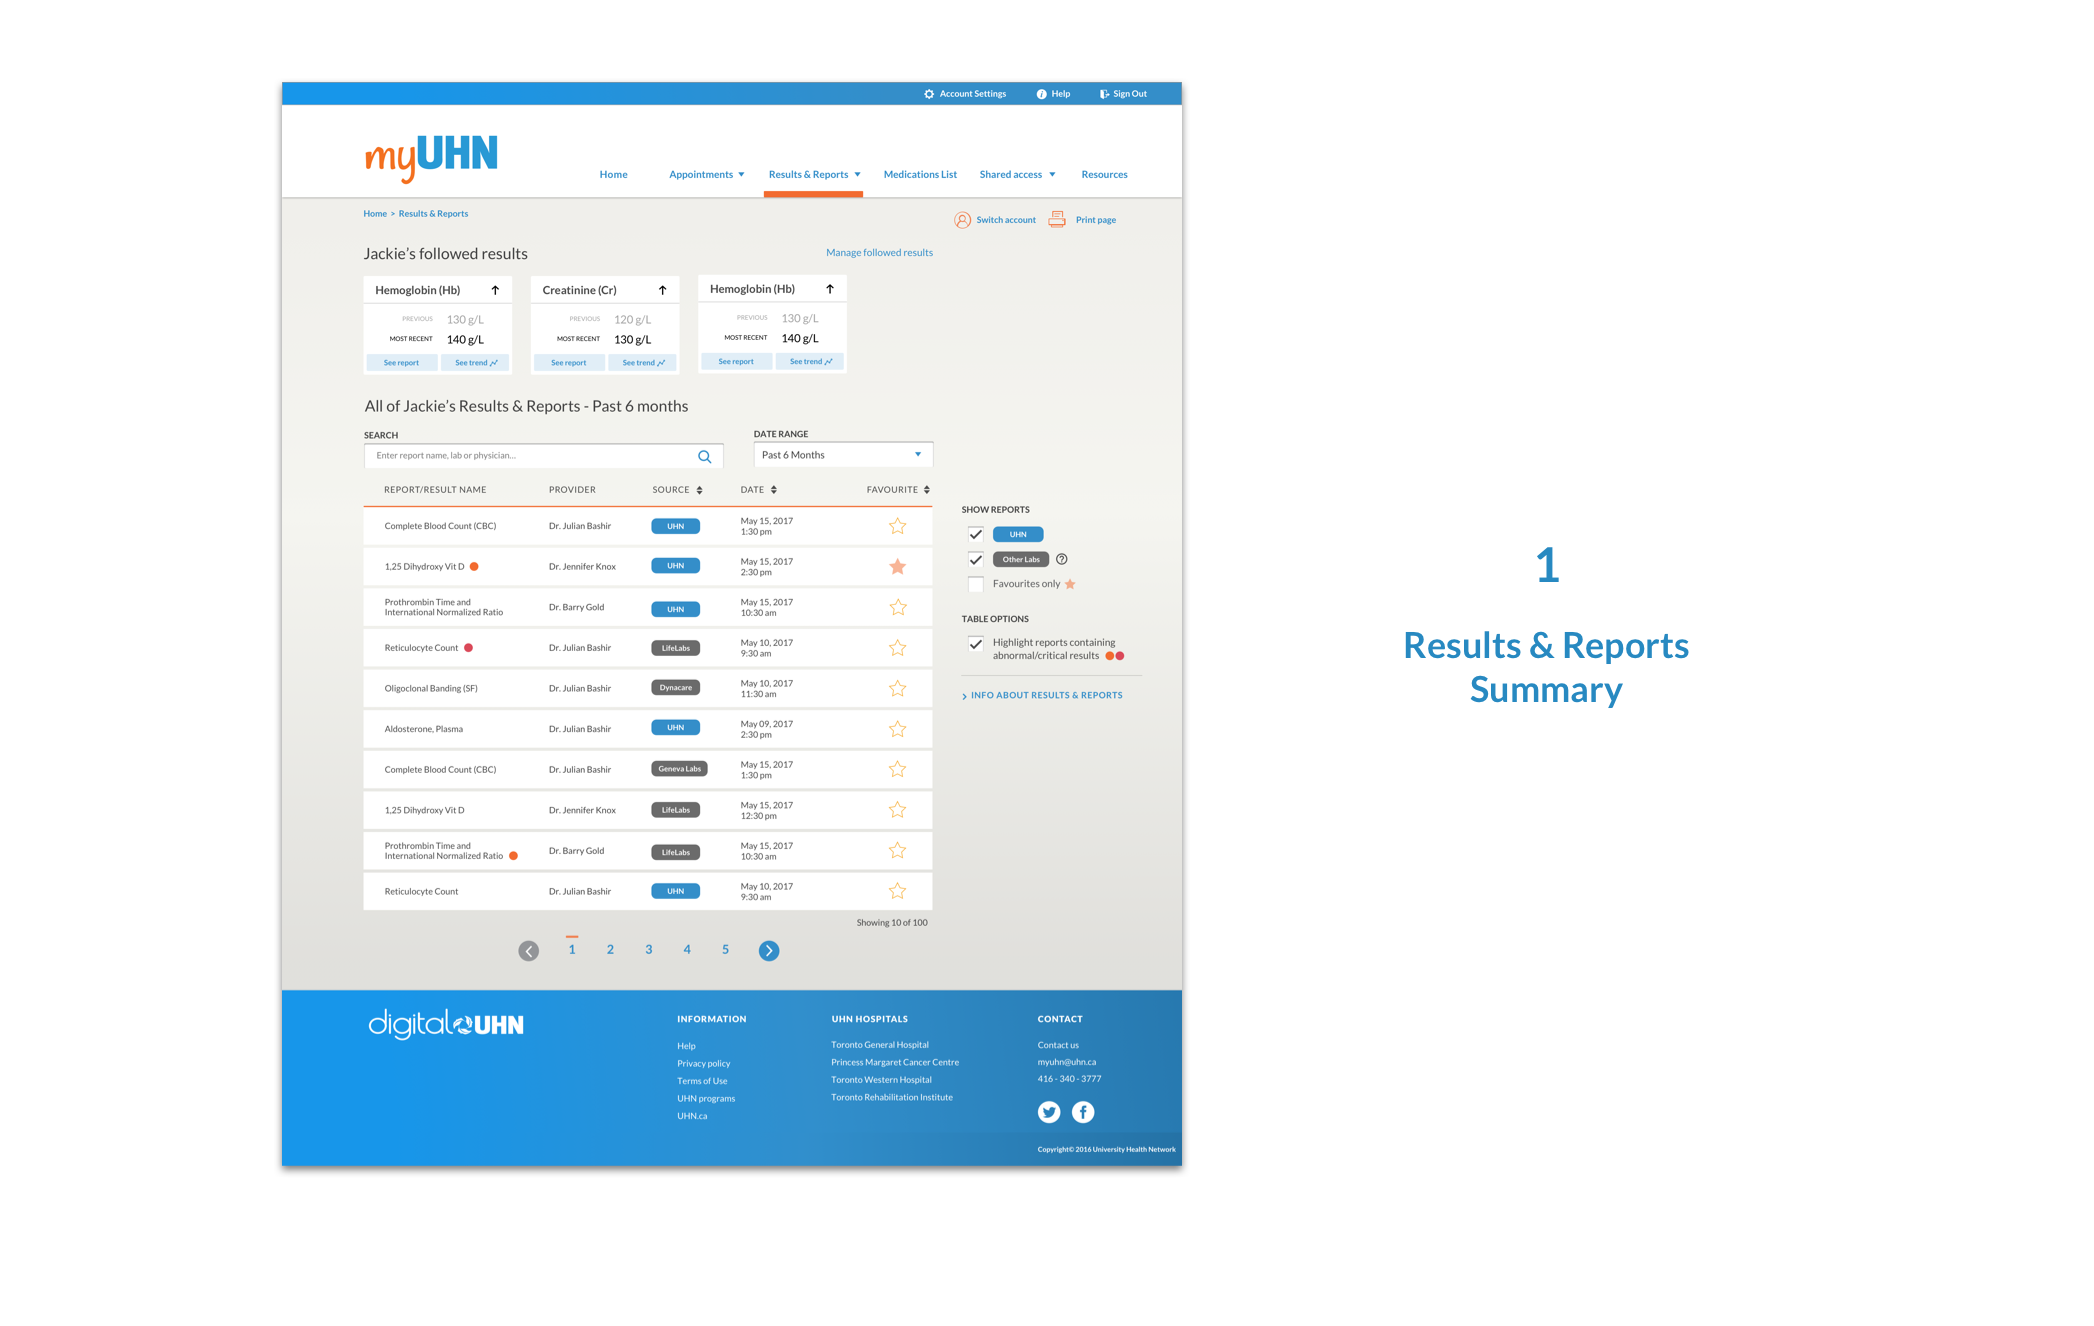 Account Settings
Help
Sign Out
myUHN
Home
Appointments
Results & Reports
Medications List
Shared access
Resources
Home > Results & Reports
Switch account
Print page
Jackie's followed results
Manage followed results
Hemoglobin (Hb)
PREVIOUS 130 g/L
MOST RECENT 140 g/L
See report
See trend
Creatinine (Cr)
PREVIOUS 120 g/L
MOST RECENT 130 g/L
See report
See trend
Hemoglobin (Hb)
PREVIOUS 130 g/L
MOST RECENT 140 g/L
See report
See trend
All of Jackie's Results & Reports - Past 6 months
SEARCH
Enter report name, lab or physician...
DATE RANGE
Past 6 Months
REPORT/RESULT NAME PROVIDER SOURCE DATE FAVOURITE
Complete Blood Count (CBC) Dr. Julian Bashir UHN May 15, 2017
1:30 pm
1,25 Dihydroxy Vit D Dr. Jennifer Knox UHN May 15, 2017
2:30 pm
Prothrombin Time and
International Normalized Ratio Dr. Barry Gold UHN May 15, 2017
10:30 am
Reticulocyte Count Dr. Julian Bashir LifeLabs May 10, 2017
9:30 am
Oligoclonal Banding (SF) Dr. Julian Bashir Dynacare May 10, 2017
11:30 am
Aldosterone, Plasma Dr. Julian Bashir UHN May 09, 2017
2:30 pm
Complete Blood Count (CBC) Dr. Julian Bashir Geneva Labs May 15, 2017
1:30 pm
1,25 Dihydroxy Vit D Dr. Jennifer Knox LifeLabs May 15, 2017
12:30 pm
Prothrombin Time and
International Normalized Ratio Dr. Barry Gold LifeLabs May 15, 2017
10:30 am
Reticulocyte Count Dr. Julian Bashir UHN May 10, 2017
9:30 am
Showing 10 of 100
1 2 3 4 5
SHOW REPORTS
UHN
Other Labs
Favourites only
TABLE OPTIONS
Highlight reports containing
abnormal/critical results
INFO ABOUT RESULTS & REPORTS
digital UHN
INFORMATION
Help
Privacy policy
Terms of Use
UHN programs
UHN.ca
UHN HOSPITALS
Toronto General Hospital
Princess Margaret Cancer Centre
Toronto Western Hospital
Toronto Rehabilitation Institute
CONTACT
Contact us
myuhn@uhn.ca
416 - 340 - 3777
Copyright© 2016 University Health Network
1
Results & Reports
Summary